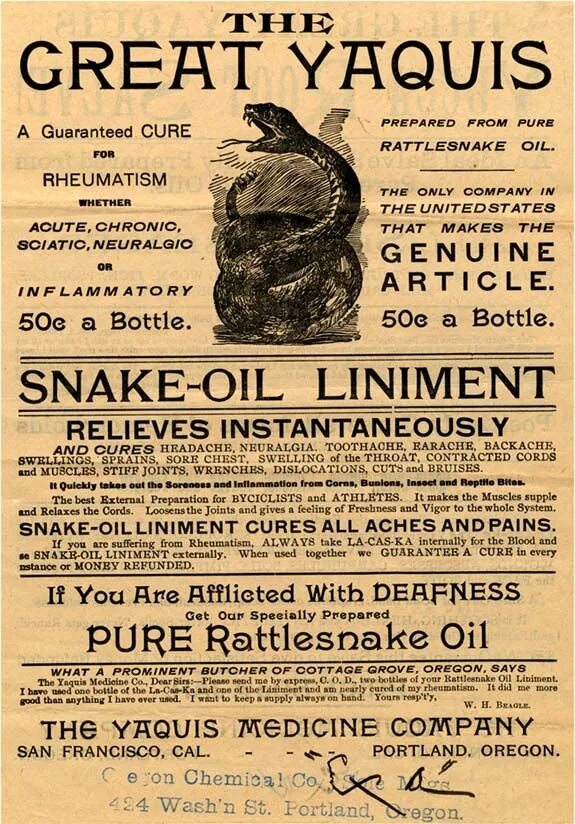 THE
GREAT YAQUIS
A Guaranteed CURE
FOR
RHEUMATISM
WHETHER
ACUTE, CHRONIC,
SCIATIC, NEURALGIC
OR
INFLAMMATORY
50c a Bottle.
PREPARED FROM PURE
RATTLESNAKE OIL.
THE ONLY COMPANY IN
THE UNITED STATES
THAT MAKES THE
GENUINE
ARTICLE.
50c a Bottle.
SNAKE-OIL LINIMENT
RELIEVES INSTANTANEOUSLY
AND CURES HEADACHE, NEURALGIA. TOOTHACHE, EARACHE, BACKACHE,
SWELLINGS, SPRAINS, SORE CHEST, SWELLING of the THROAT, CONTRACTED CORDS
and MUSCLES, STIFF JOINTS, WRENCHES, DISLOCATIONS, CUTS and BRUISES.
It Quickly takes out the Soreness and Inflammation from Corns, Bunions, Insect and Reptile Bites.
The best External Preparation for BYCICLISTS and ATHLETES. It makes the Muscles supple
and Relaxes the Cords. Loosens the Joints and gives a feeling of Freshness and Vigor to the whole System.
SNAKE-OIL LINIMENT CURES ALL ACHES AND PAINS.
If you are suffering from Rheumatism, ALWAYS take LA-CAS-KA internally for the Blood and
se SNAKE-OIL LINIMENT externally. When used together we GUARANTEE A CURE in every
nstance or MONEY REFUNDED.
If You Are Afflicted With DEAFNESS
Get Our Specially Prepared
PURE Rattlesnake Oil
WHAT A PROMINENT BUTCHER OF COTTAGE GROVE, OREGON, SAYS
The Yaquis Medicine Co., Dear Sirs:—Please send me by express, C. O. D., two bottles of your Rattlesnake Oil Liniment.
I have used one bottle of the La-Cas-Ka and one of the Liniment and am nearly cured of my rheumatism. It did me more
good than anything I have ever used. I want to keep a supply always on hand. Yours resp't'y,
W. H. BEAGLE.
THE YAQUIS MEDICINE COMPANY
SAN FRANCISCO, CAL. - - - - PORTLAND, OREGON.
O e on Chemical Co. Sole M gs
424 Wash'n St. Portland, Oregon.